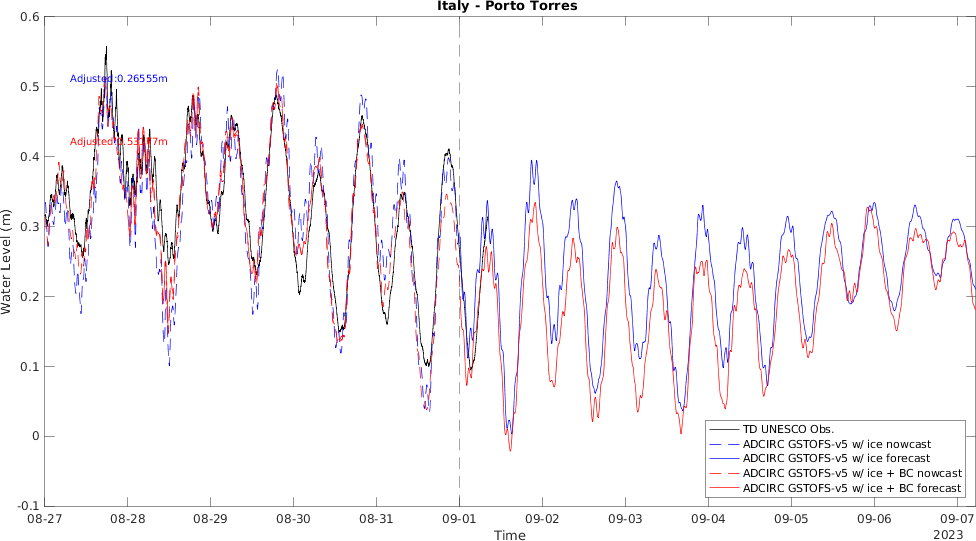 Italy - Porto Torres
0.6
0.5
0.4
0.3
0.2
0.1
0
-0.1
Water Level (m)
Adjusted:0.26555m
08-27
08-28
08-29
08-30
08-31
09-01
09-02
09-03
09-04
09-05
09-06
09-07
Time
2023
TD UNESCO Obs.
ADCIRC GSTOFS-v5 w/ ice nowcast
ADCIRC GSTOFS-v5 w/ ice forecast
ADCIRC GSTOFS-v5 w/ ice + BC nowcast
ADCIRC GSTOFS-v5 w/ ice + BC forecast